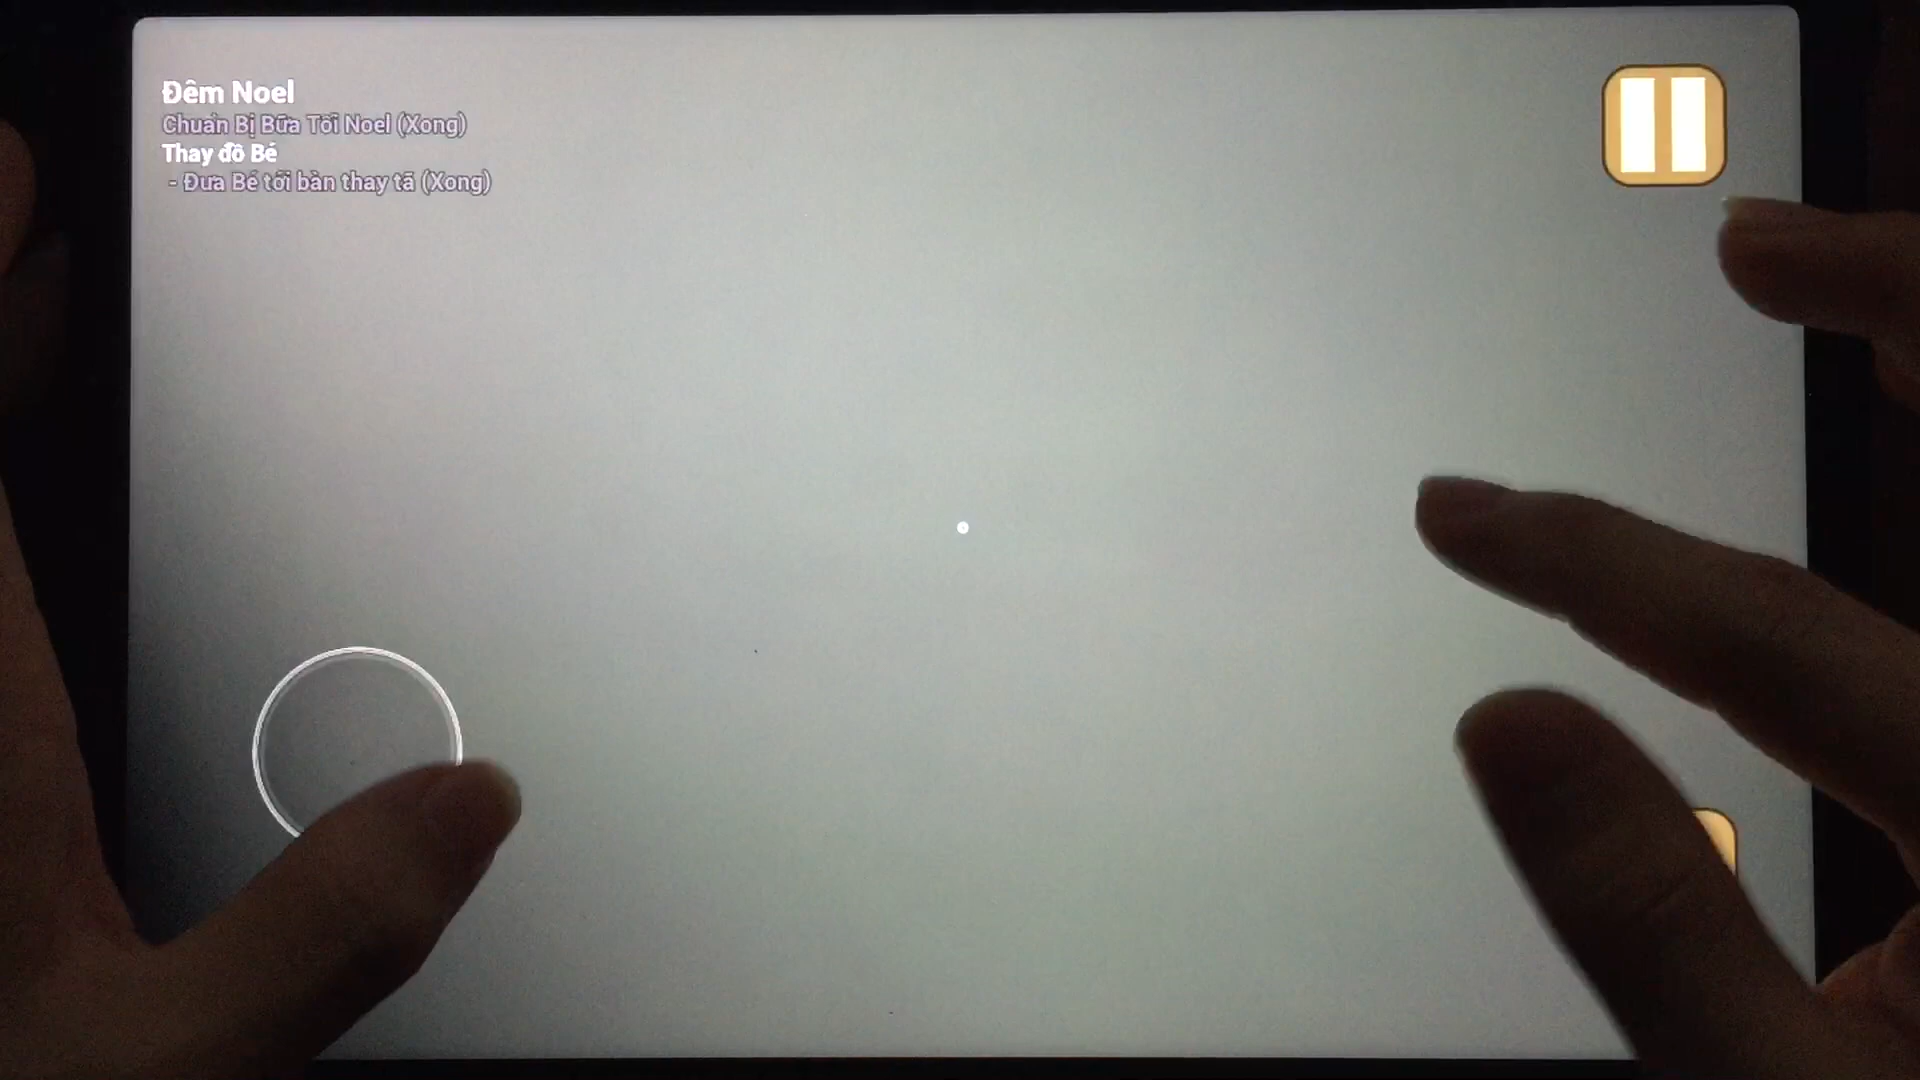 Đêm Noel
Chuẩn Bị Bữa Tối Noel (Xong)
Thay đồ Bé
- Đưa Bé tới bàn thay tã (Xong)